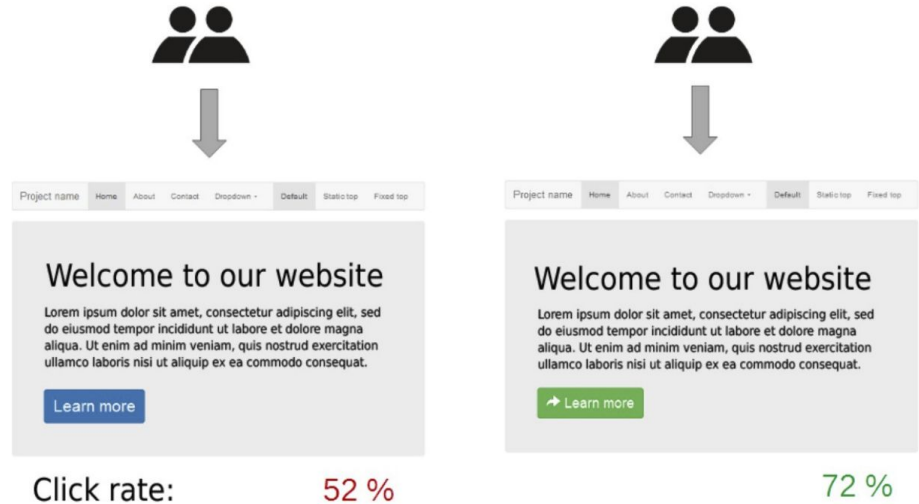 Project name Home About Contact Dropdown Default Static top Fixed top
Welcome to our website
Lorem ipsum dolor sit amet, consectetur adipiscing elit, sed
do eiusmod tempor incididunt ut labore et dolore magna
aliqua. Ut enim ad minim veniam, quis nostrud exercitation
ullamco laboris nisi ut aliquip ex ea commodo consequat.
Learn more
Click rate: 52 %
Project name Home About Contact Dropdown Default Static top Fixed top
Welcome to our website
Lorem ipsum dolor sit amet, consectetur adipiscing elit, sed
do eiusmod tempor incididunt ut labore et dolore magna
aliqua. Ut enim ad minim veniam, quis nostrud exercitation
ullamco laboris nisi ut aliquip ex ea commodo consequat.
Learn more
72 %